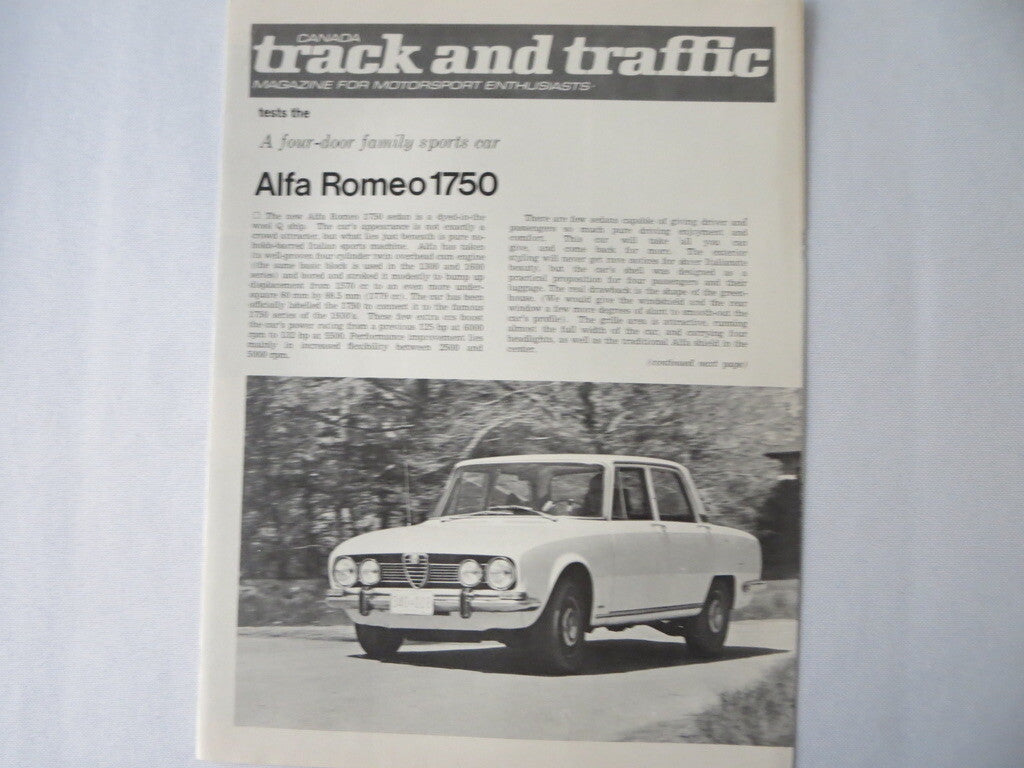 CANADA
track and traffic
MAGAZINE FOR MOTORSPORT ENTHUSIASTS
tests the
A four-door family sports car
Alfa Romeo 1750
□ The new Alfa Romeo 1750 sedan is a dyed-in-the
wool Q ship. The car's appearance is not exactly a
crowd attracter, but what lies just beneath is pure no-
holds-barred Italian sports machine. Alfa has taken
its well-proven four cylinder twin overhead cam engine
(the same basic block is used in the 1300 and 1600
series) and bored and stroked it modestly to bump up
displacement from 1570 cc to an even more under-
square 80 mm by 88.5 mm (1779 cc). The car has been
officially labelled the 1750 to connect it to the famous
1750 series of the 1930's. These few extra ccs boost
the car's power rating from a previous 125 hp at 6000
rpm to 132 hp at 5500. Performance improvement lies
mainly in increased flexibility between 2500 and
5000 rpm.
There are few sedans capable of giving driver and
passengers so much pure driving enjoyment and
comfort. This car will take all you can
give, and come back for more. The exterior
styling will never get rave notices for sheer Italianate
beauty, but the car's shell was designed as a
practical proposition for four passengers and their
luggage. The real drawback is the shape of the green-
house. (We would give the windshield and the rear
window a few more degrees of slant to smooth-out the
car's profile). The grille area is attractive, running
almost the full width of the car, and carrying four
headlights, as well as the traditional Alfa shield in the
center.
(continued next page)